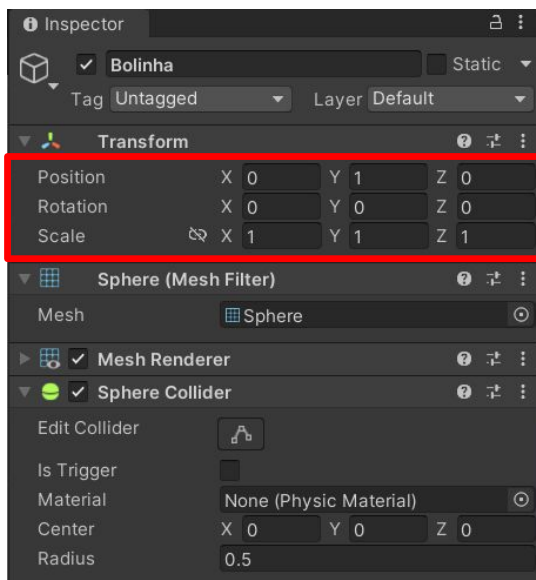 Inspector
Bolinha Static
Tag Untagged Layer Default
Transform
Position X 0 Y 1 Z 0
Rotation X 0 Y 0 Z 0
Scale X 1 Y 1 Z 1
Sphere (Mesh Filter)
Mesh Sphere
Mesh Renderer
Sphere Collider
Edit Collider
Is Trigger
Material None (Physic Material)
Center X 0 Y 0 Z 0
Radius 0.5